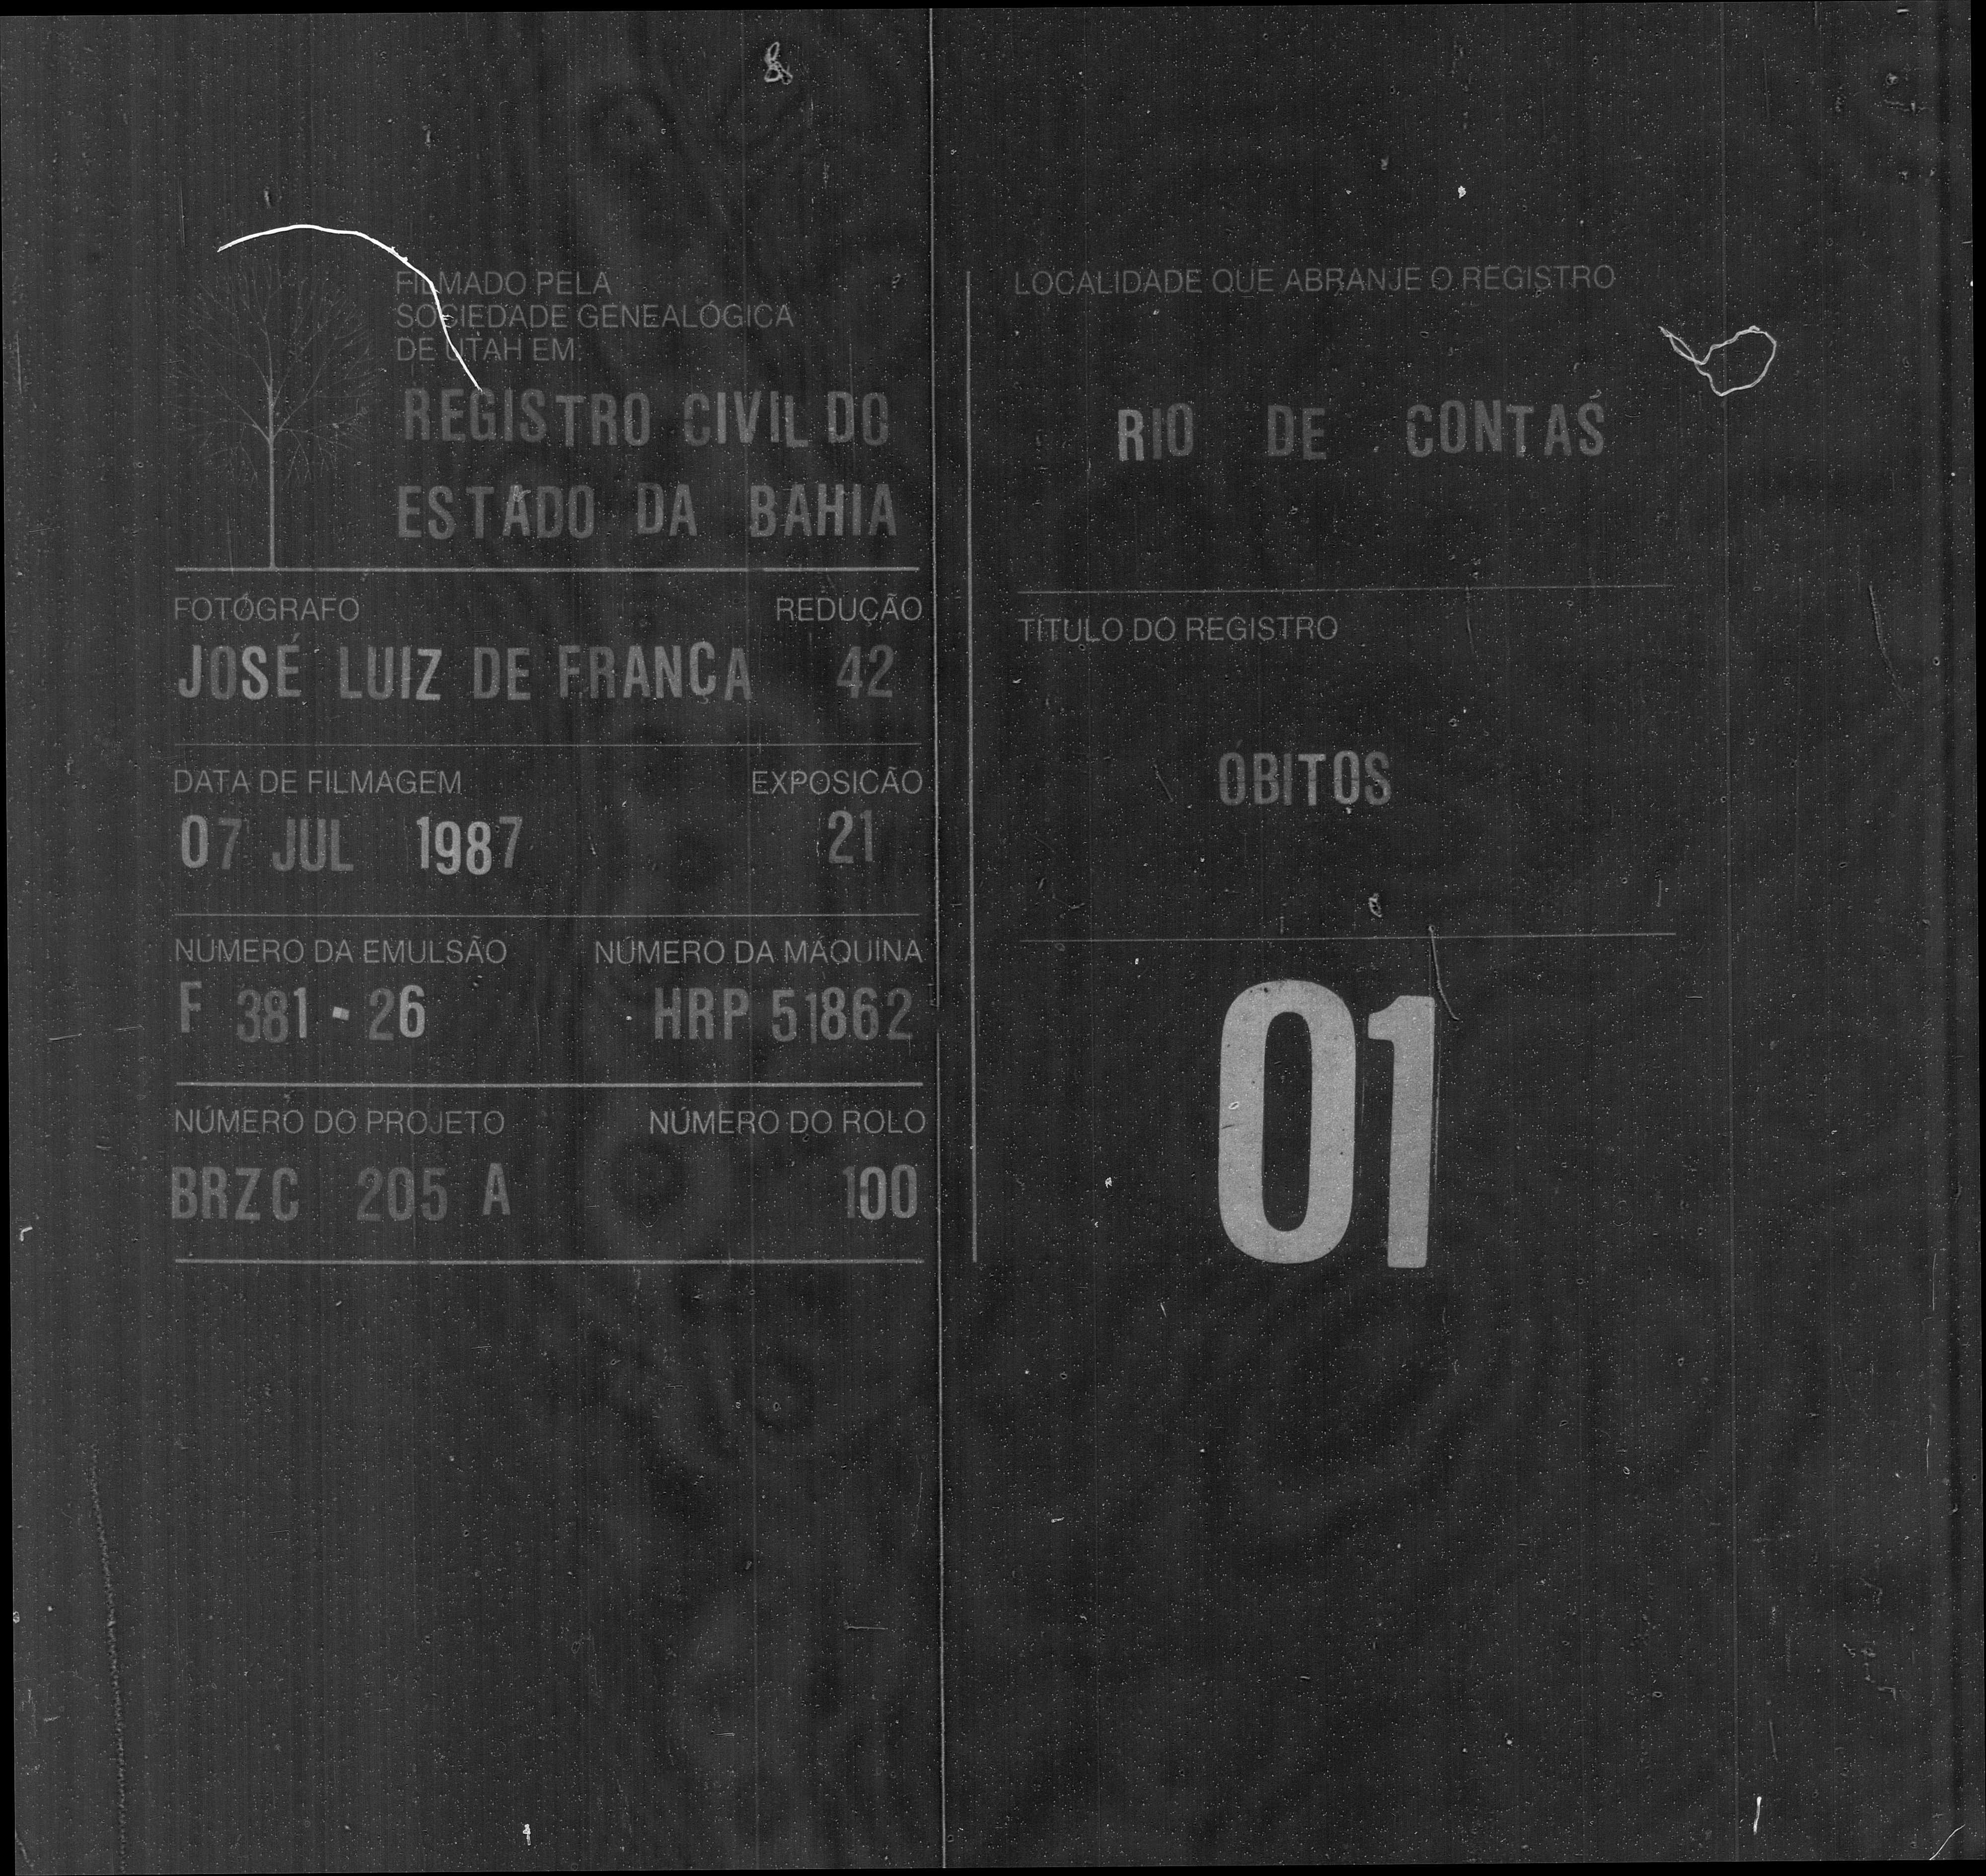 FILMADO PELA
SOCIEDADE GENEALÓGICA
DE UTAH EM:
REGISTRO CIVIL DO
ESTADO DA BAHIA
FOTÓGRAFO REDUÇÃO
JOSÉ LUIZ DE FRANÇA 42
DATA DE FILMAGEM EXPOSIÇÃO
07 JUL 1987 21
NÚMERO DA EMULSÃO NÚMERO DA MÁQUINA
F 381 - 26 HRP 51862
NÚMERO DO PROJETO NÚMERO DO ROLO
BRZC 205 A 100
LOCALIDADE QUE ABRANJE O REGISTRO
RIO DE CONTAS
TÍTULO DO REGISTRO
ÓBITOS
01